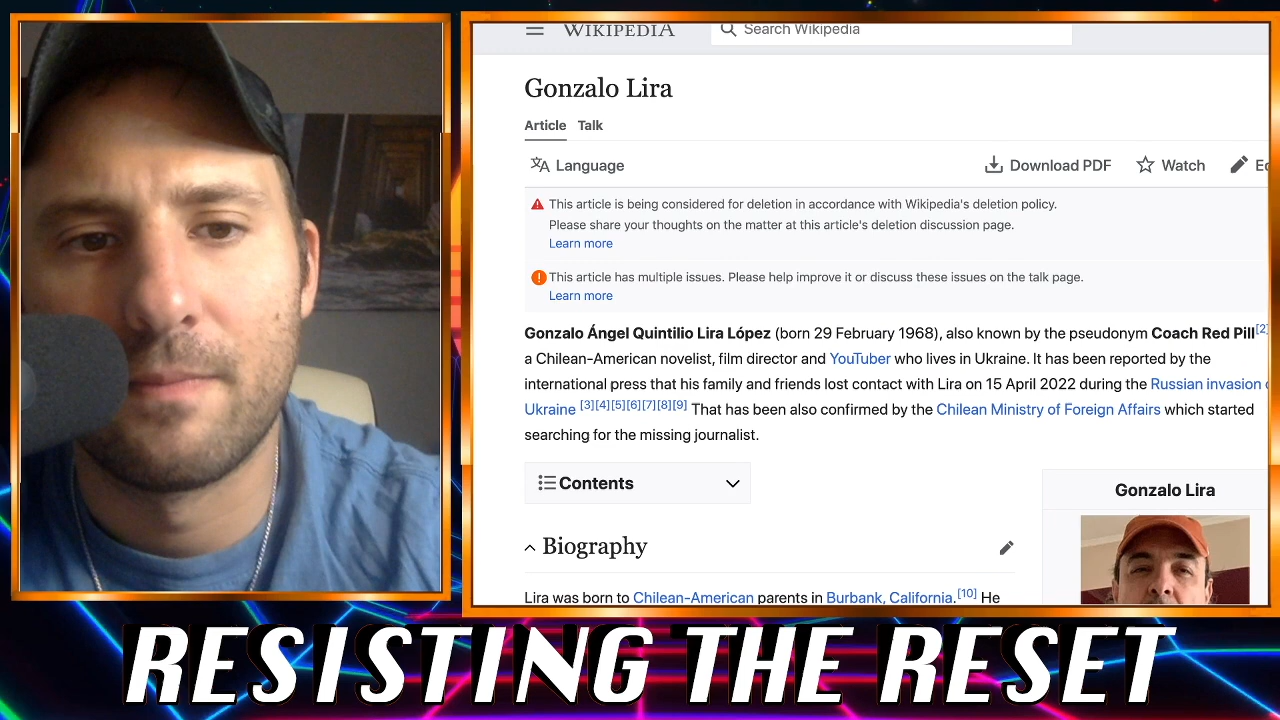 WIKIPEDIA
Search Wikipedia
Gonzalo Lira
Article Talk
Language Download PDF Watch
This article is being considered for deletion in accordance with Wikipedia's deletion policy.
Please share your thoughts on the matter at this article's deletion discussion page.
Learn more
This article has multiple issues. Please help improve it or discuss these issues on the talk page.
Learn more
Gonzalo Ángel Quintilio Lira López (born 29 February 1968), also known by the pseudonym Coach Red Pill[2]
a Chilean-American novelist, film director and YouTuber who lives in Ukraine. It has been reported by the
international press that his family and friends lost contact with Lira on 15 April 2022 during the Russian invasion
Ukraine [3][4][5][6][7][8][9] That has been also confirmed by the Chilean Ministry of Foreign Affairs which started
searching for the missing journalist.
Contents
Gonzalo Lira
Biography
Lira was born to Chilean-American parents in Burbank, California.[10] He
RESISTING THE RESET